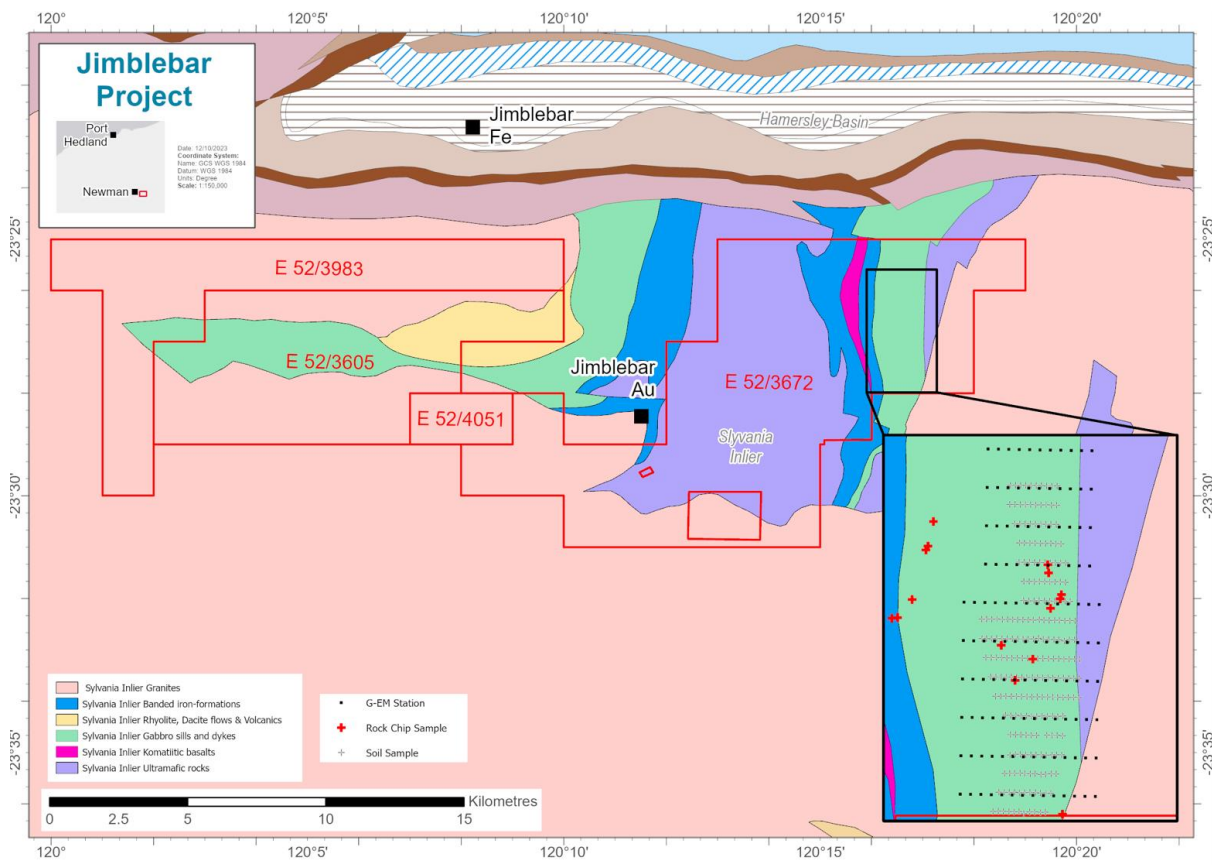 120°
120°5'
120°10'
120°15'
120°20'
Jimblebar
Project
Port
Hedland
Newman
Date: 12/10/2023
Coordinate System:
Name: GCS WGS 1984
Datum: WGS 1984
Units: Degree
Scale: 1:150,000
Jimblebar
Fe
Hamersley Basin
-23°25'
-23°25'
E 52/3983
E 52/3605
E 52/4051
Jimblebar
Au
E 52/3672
Slyvania
Inlier
-23°30'
-23°30'
-23°35'
-23°35'
Sylvania Inlier Granites
Sylvania Inlier Banded iron-formations
Sylvania Inlier Rhyolite, Dacite flows & Volcanics
Sylvania Inlier Gabbro sills and dykes
Sylvania Inlier Komatiitic basalts
Sylvania Inlier Ultramafic rocks
G-EM Station
Rock Chip Sample
Soil Sample
Kilometres
0
2.5
5
10
15
120°
120°5'
120°10'
120°15'
120°20'